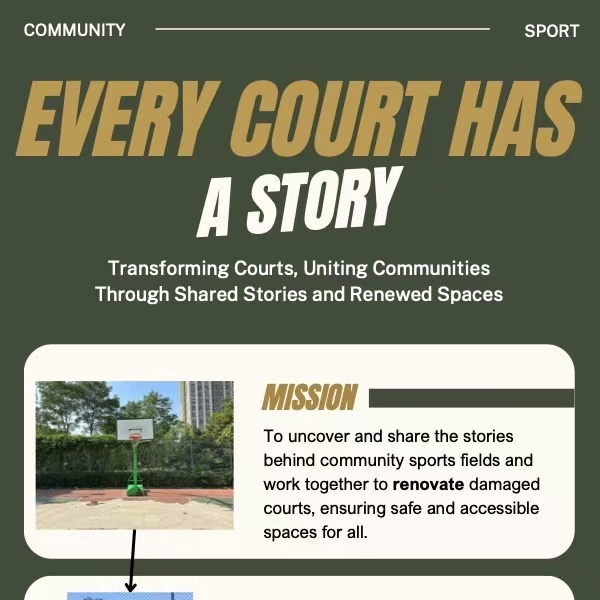 COMMUNITY
SPORT
EVERY COURT HAS
A STORY
Transforming Courts, Uniting Communities
Through Shared Stories and Renewed Spaces
MISSION
To uncover and share the stories
behind community sports fields and
work together to renovate damaged
courts, ensuring safe and accessible
spaces for all.